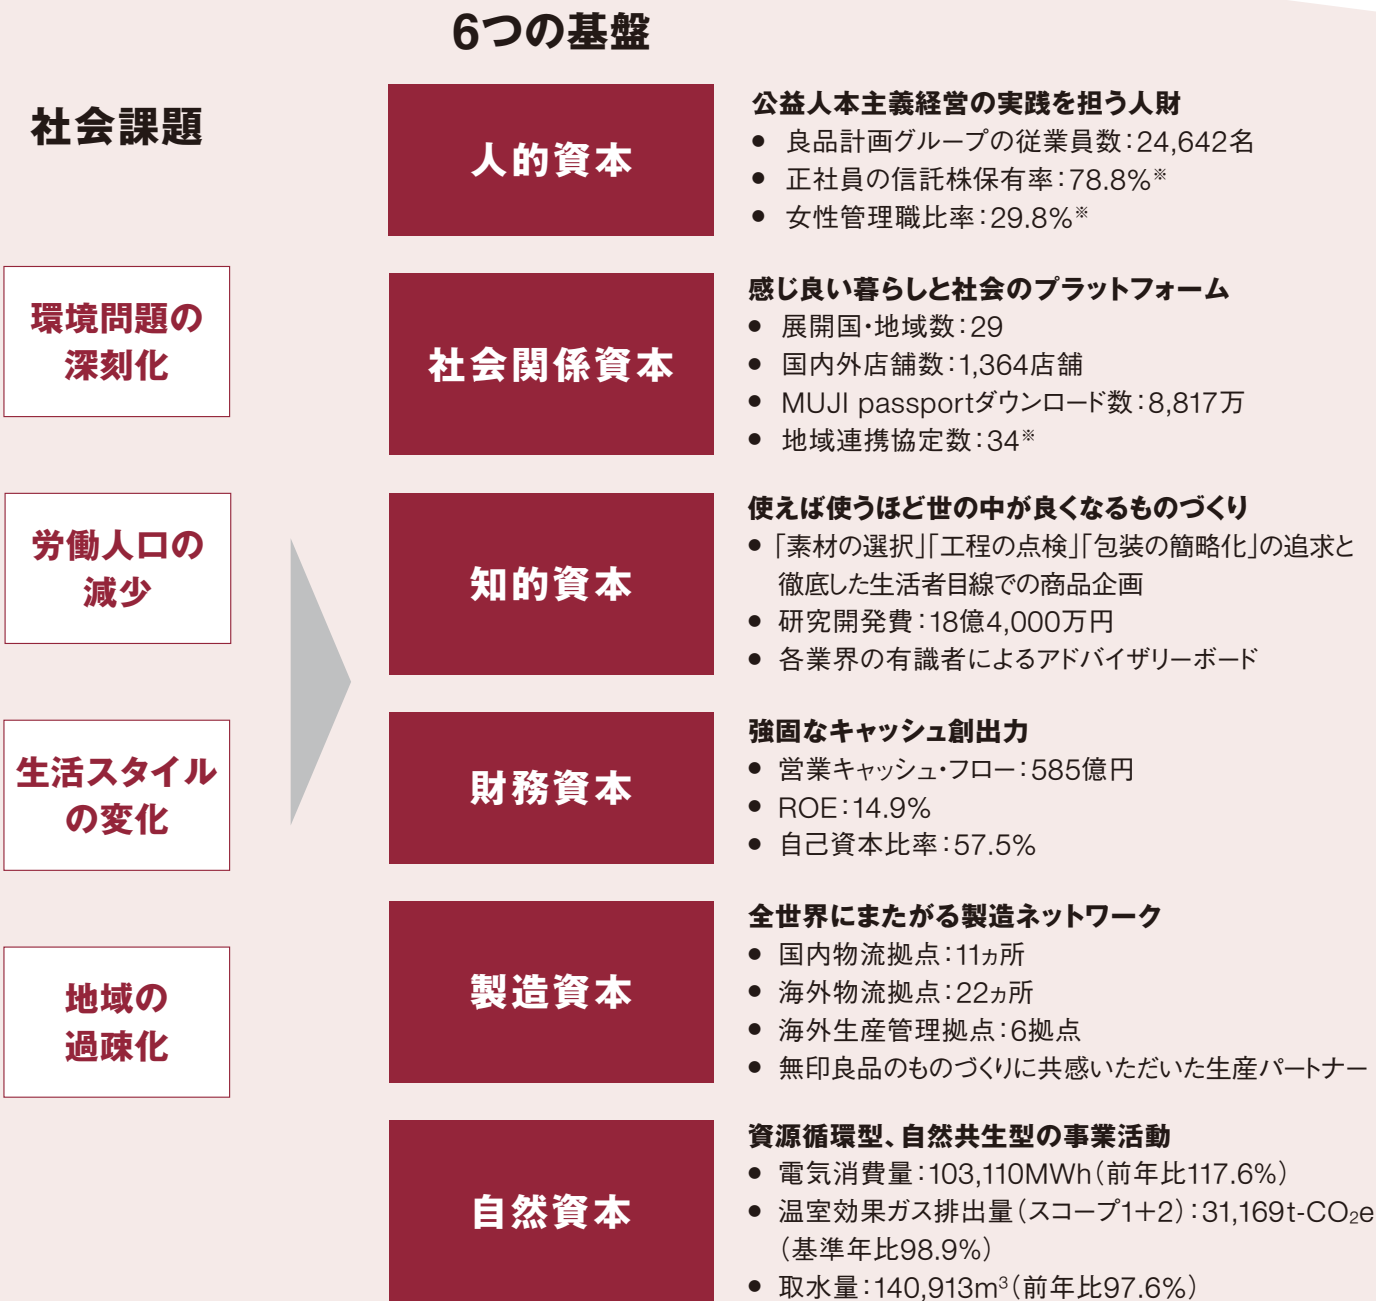 6つの基盤
社会課題
環境問題の
深刻化
労働人口の
減少
生活スタイル
の変化
地域の
過疎化
人的資本
公益人本主義経営の実践を担う人財
● 良品計画グループの従業員数:24,642名
● 正社員の信託株保有率:78.8%※
● 女性管理職比率:29.8%※
社会関係資本
感じ良い暮らしと社会のプラットフォーム
● 展開国・地域数:29
● 国内外店舗数:1,364店舗
● MUJI passportダウンロード数:8,817万
● 地域連携協定数:34※
知的資本
使えば使うほど世の中が良くなるものづくり
● 「素材の選択」「工程の点検」「包装の簡略化」の追求と
徹底した生活者目線での商品企画
● 研究開発費:18億4,000万円
● 各業界の有識者によるアドバイザリーボード
財務資本
強固なキャッシュ創出力
● 営業キャッシュ・フロー:585億円
● ROE:14.9%
● 自己資本比率:57.5%
製造資本
全世界にまたがる製造ネットワーク
● 国内物流拠点:11ヵ所
● 海外物流拠点:22ヵ所
● 海外生産管理拠点:6拠点
● 無印良品のものづくりに共感いただいた生産パートナー
自然資本
資源循環型、自然共生型の事業活動
● 電気消費量:103,110MWh(前年比117.6%)
● 温室効果ガス排出量(スコープ1+2):31,169t-CO₂e
(基準年比98.9%)
● 取水量:140,913m³(前年比97.6%)